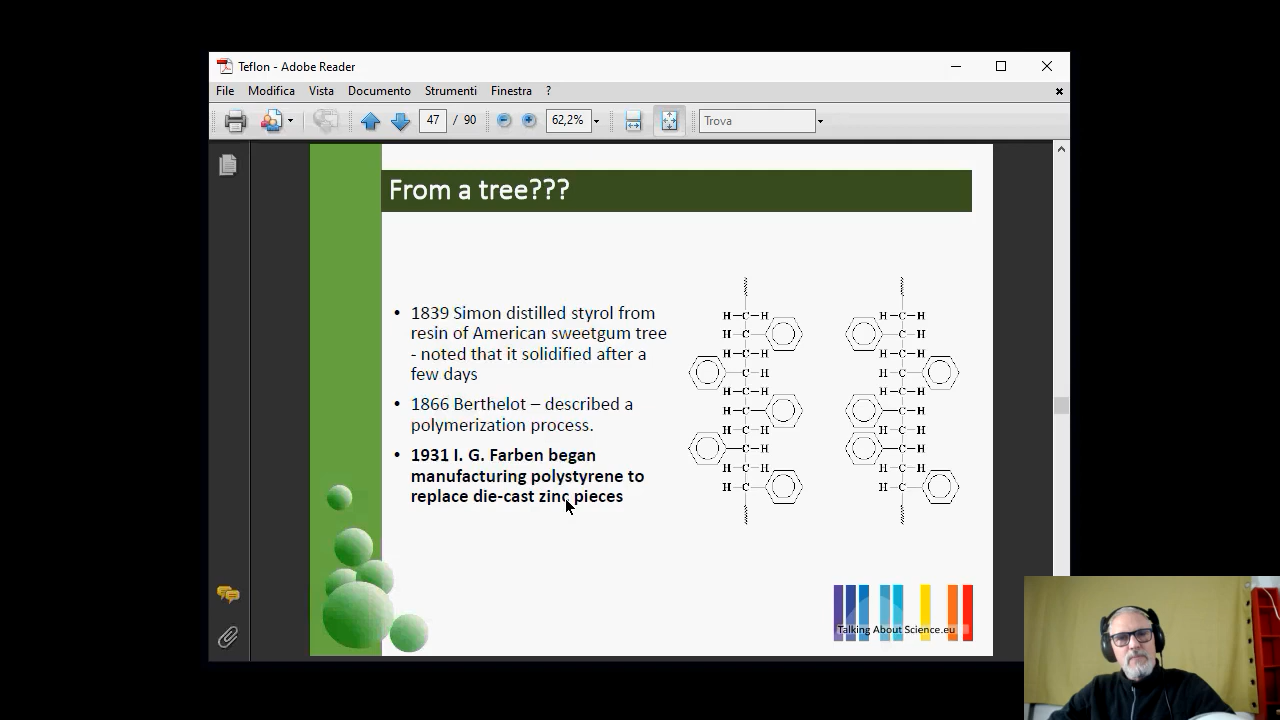 Teflon - Adobe Reader
File Modifica Vista Documento Strumenti Finestra ?
47 / 90 62,2% Trova
From a tree???
• 1839 Simon distilled styrol from
resin of American sweetgum tree
- noted that it solidified after a
few days
• 1866 Berthelot – described a
polymerization process.
• 1931 I. G. Farben began
manufacturing polystyrene to
replace die-cast zinc pieces
H C H H C H
H C C H
H C H H C H
C H H C
H C H H C H
H C C H
H C H H C H
C H C H
H C H H C H
H C H C
Talking About Science.eu